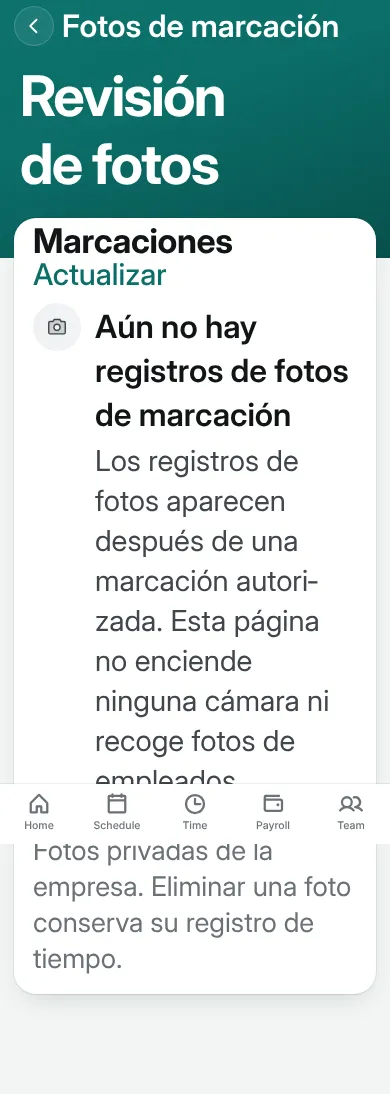 Fotos de marcación
Revisión
de fotos
Marcaciones
Actualizar
Aún no hay
registros de fotos
de marcación
Los registros de
fotos aparecen
después de una
marcación autori-
zada. Esta página
no enciende
ninguna cámara ni
recoge fotos de
empleados
Home
Schedule
Time
Payroll
Team
Fotos privadas de la
empresa. Eliminar una foto
conserva su registro de
tiempo.